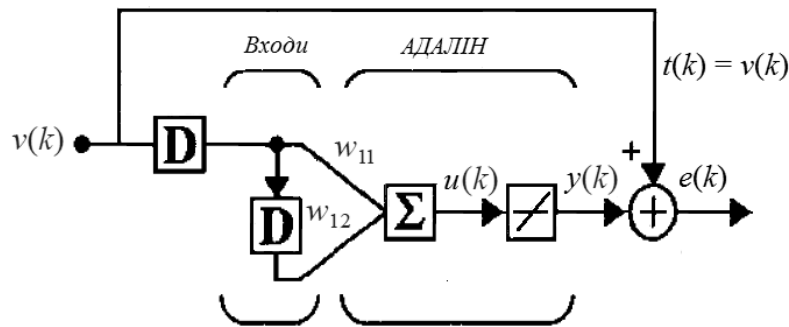 Входи
АДАЛІН
t(k) = v(k)
v(k)
D
w11
D
w12
Σ
u(k)
y(k)
+
+
e(k)